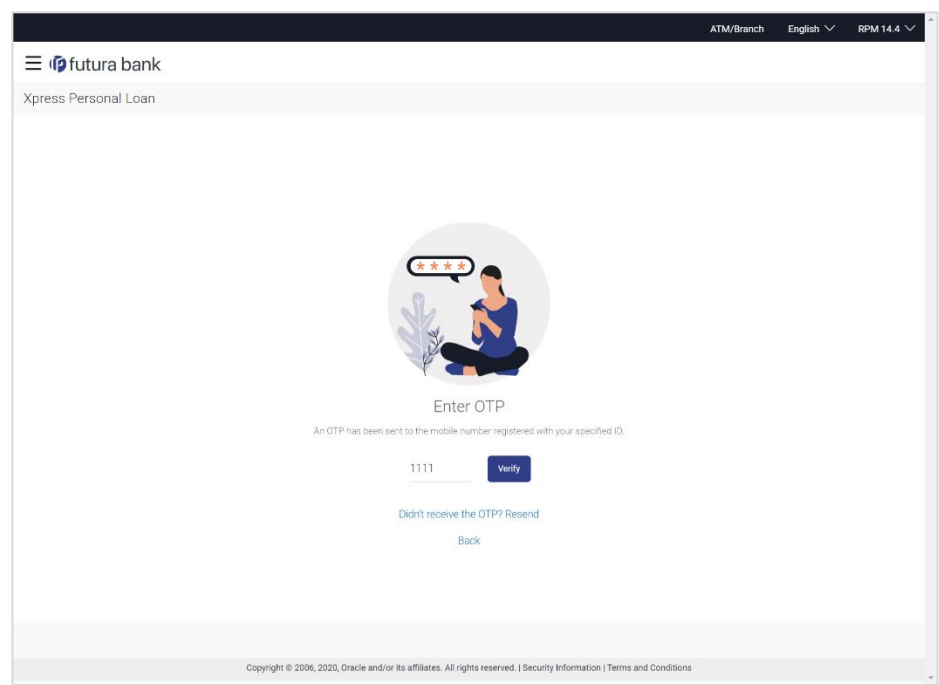 ATM/Branch English RPM 14.4
futura bank
Xpress Personal Loan
* * * *
Enter OTP
An OTP has been sent to the mobile number registered with your specified ID.
1111 Verify
Didn't receive the OTP? Resend
Back
Copyright © 2006, 2020, Oracle and/or its affiliates. All rights reserved. | Security Information | Terms and Conditions